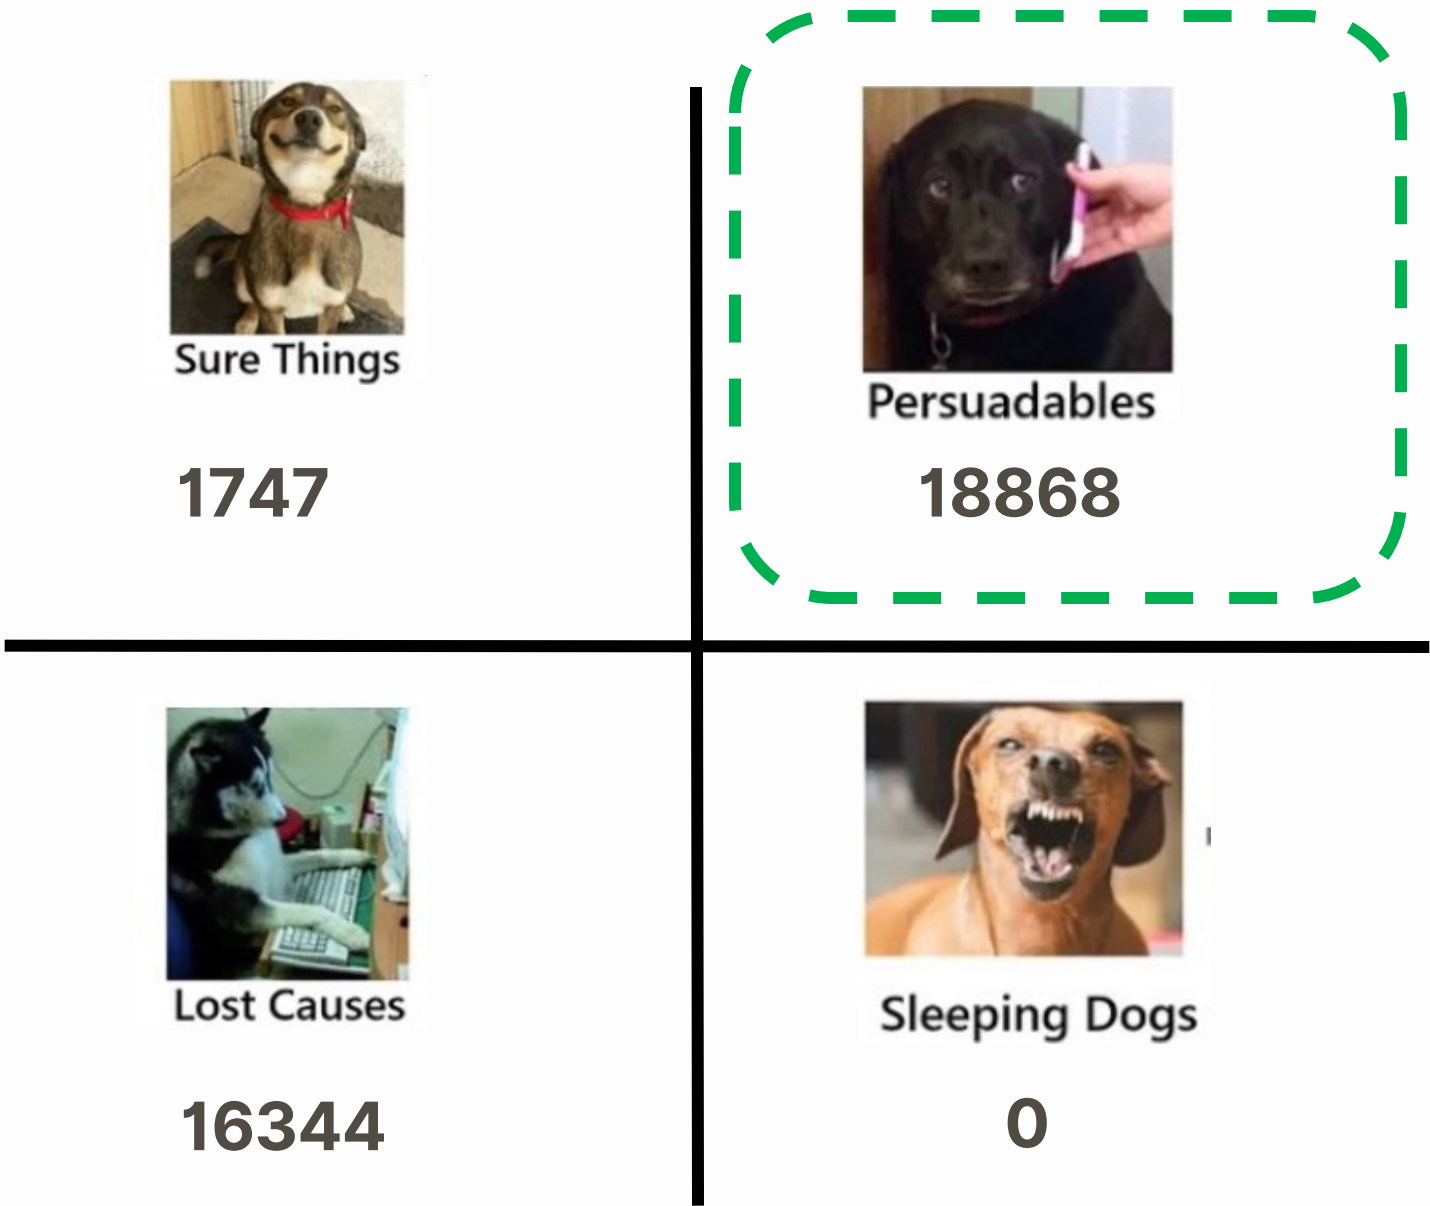 Sure Things
1747
Persuadables
18868
Lost Causes
16344
Sleeping Dogs
0